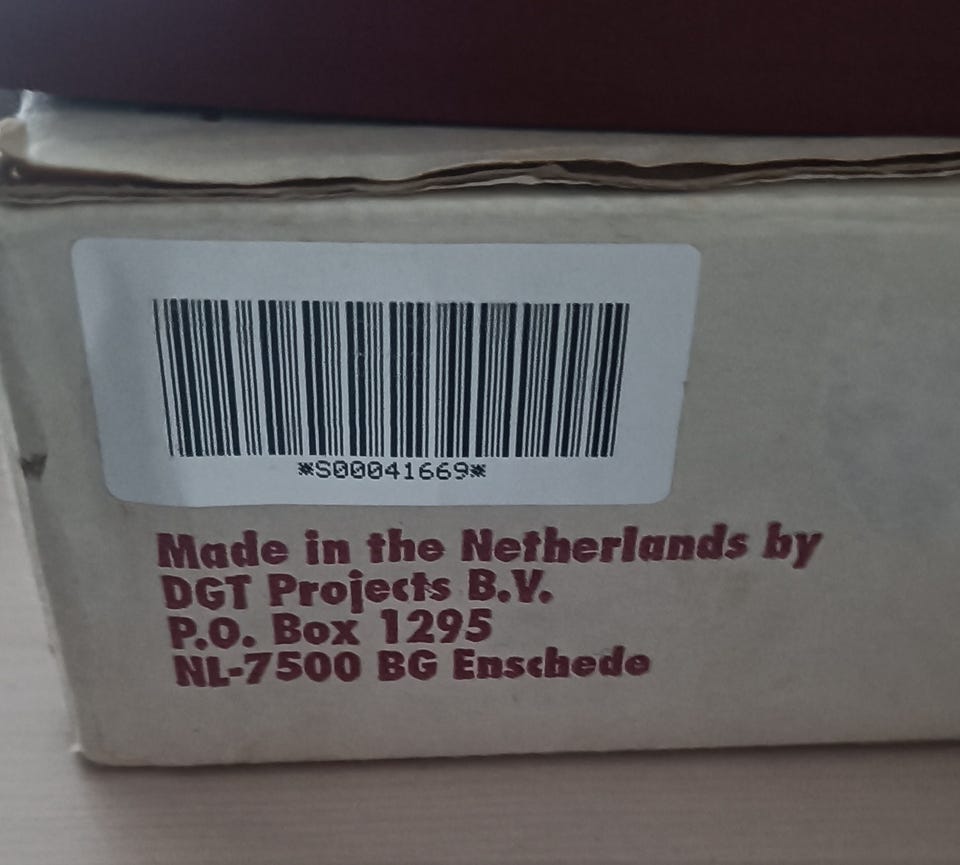 *S00041669*
Made in the Netherlands by
DGT Projects B.V.
P.O. Box 1295
NL-7500 BG Enschede